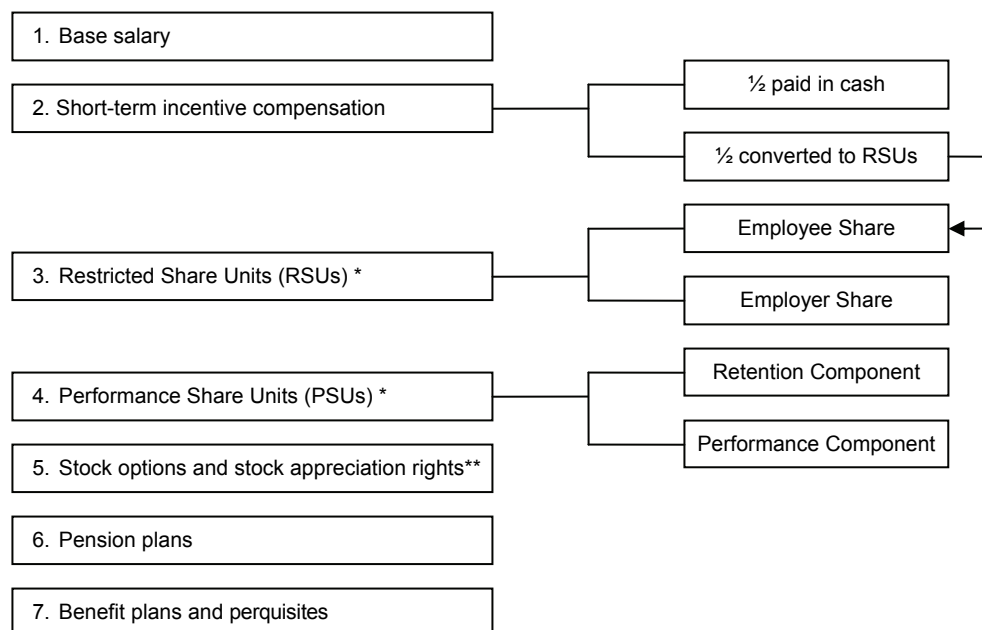 1. Base salary
2. Short-term incentive compensation
½ paid in cash
½ converted to RSUs
3. Restricted Share Units (RSUs) *
Employee Share
Employer Share
4. Performance Share Units (PSUs) *
Retention Component
Performance Component
5. Stock options and stock appreciation rights**
6. Pension plans
7. Benefit plans and perquisites